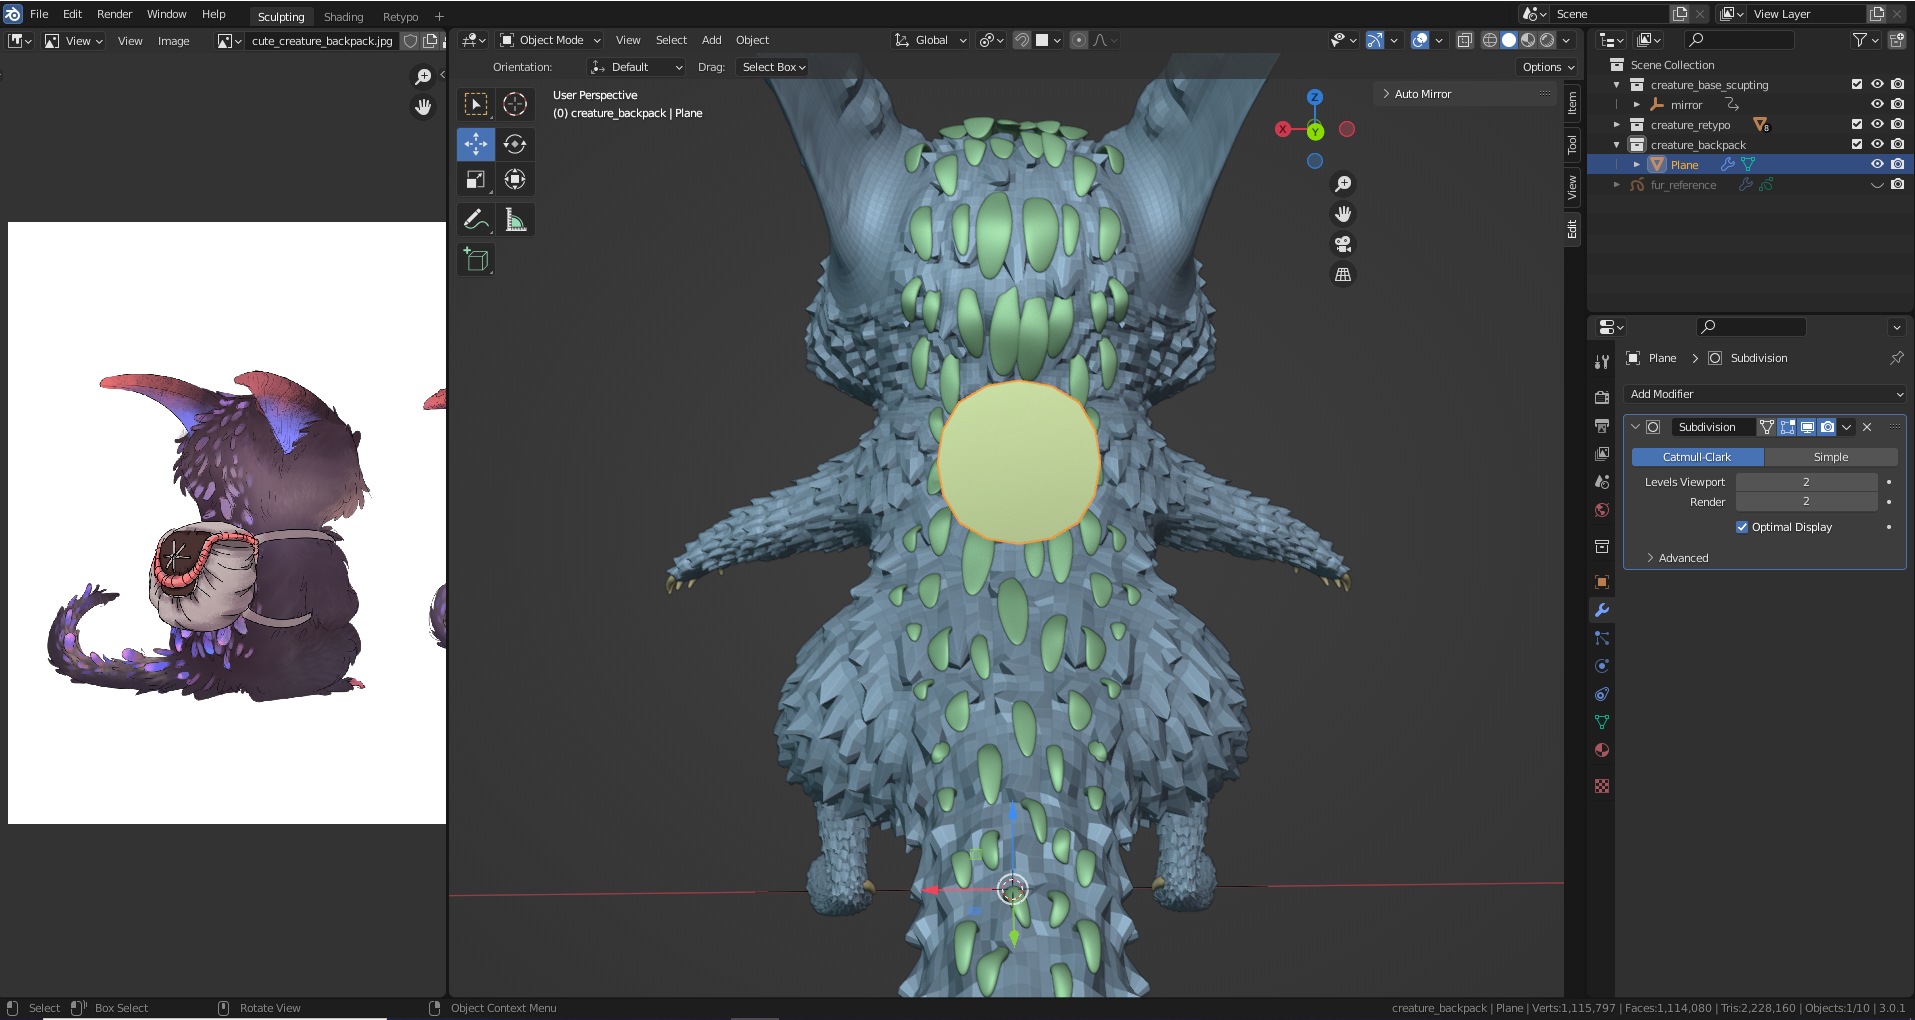 File Edit Render Window Help
Sculpting Shading Retypo +
Scene
View Layer
View View Image cute_creature_backpack.jpg
Object Mode View Select Add Object Global
Orientation: Default Drag: Select Box Options
User Perspective
(0) creature_backpack | Plane
Auto Mirror
Item
Tool
View
Edit
X
Y
Z
Scene Collection
creature_base_scupting
mirror
creature_retypo 8
creature_backpack
Plane
fur_reference
Plane > Subdivision
Add Modifier
Subdivision
Catmull-Clark Simple
Levels Viewport 2
Render 2
Optimal Display
Advanced
Select Box Select Rotate View Object Context Menu
creature_backpack | Plane | Verts:1,115,797 | Faces:1,114,080 | Tris:2,228,160 | Objects:1/10 | 3.0.1